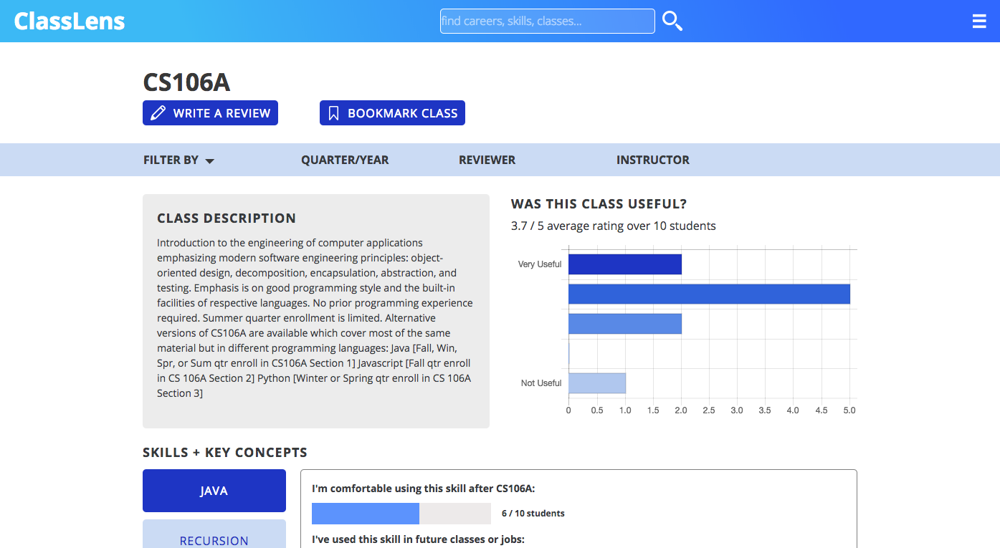 ClassLens
find careers, skills, classes...
CS106A
WRITE A REVIEW
BOOKMARK CLASS
FILTER BY
QUARTER/YEAR
REVIEWER
INSTRUCTOR
CLASS DESCRIPTION
Introduction to the engineering of computer applications
emphasizing modern software engineering principles: object-
oriented design, decomposition, encapsulation, abstraction, and
testing. Emphasis is on good programming style and the built-in
facilities of respective languages. No prior programming experience
required. Summer quarter enrollment is limited. Alternative
versions of CS106A are available which cover most of the same
material but in different programming languages: Java [Fall, Win,
Spr, or Sum qtr enroll in CS106A Section 1] Javascript [Fall qtr enroll
in CS 106A Section 2] Python [Winter or Spring qtr enroll in CS 106A
Section 3]
WAS THIS CLASS USEFUL?
3.7 / 5 average rating over 10 students
Very Useful
Not Useful
0 0.5 1.0 1.5 2.0 2.5 3.0 3.5 4.0 4.5 5.0
SKILLS + KEY CONCEPTS
JAVA
RECURSION
I'm comfortable using this skill after CS106A:
6 / 10 students
I've used this skill in future classes or jobs: